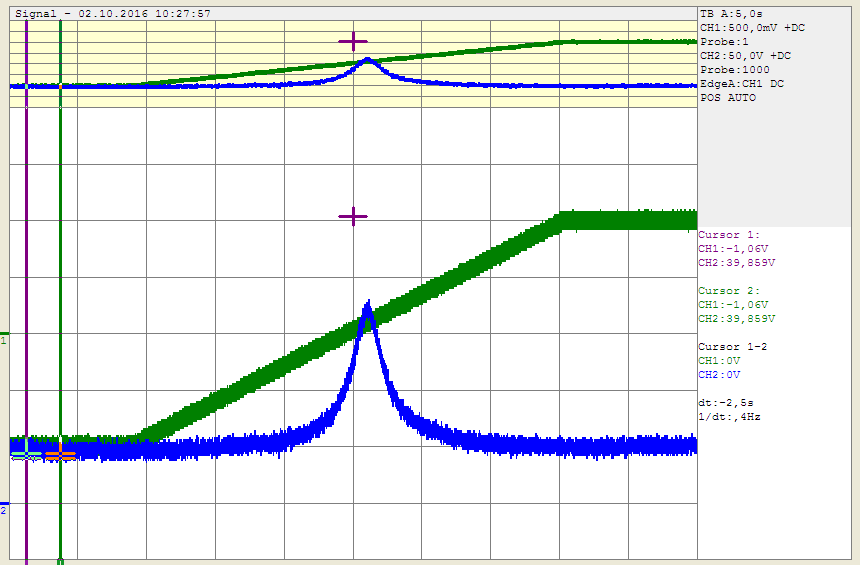 Signal - 02.10.2016 10:27:57
TB A:5,0s
CH1:500,0mV +DC
Probe:1
CH2:50,0V +DC
Probe:1000
EdgeA:CH1 DC
POS AUTO
Cursor 1:
CH1:-1,06V
CH2:39,859V
Cursor 2:
CH1:-1,06V
CH2:39,859V
Cursor 1-2
CH1:0V
CH2:0V
dt:-2,5s
1/dt:,4Hz
1
2